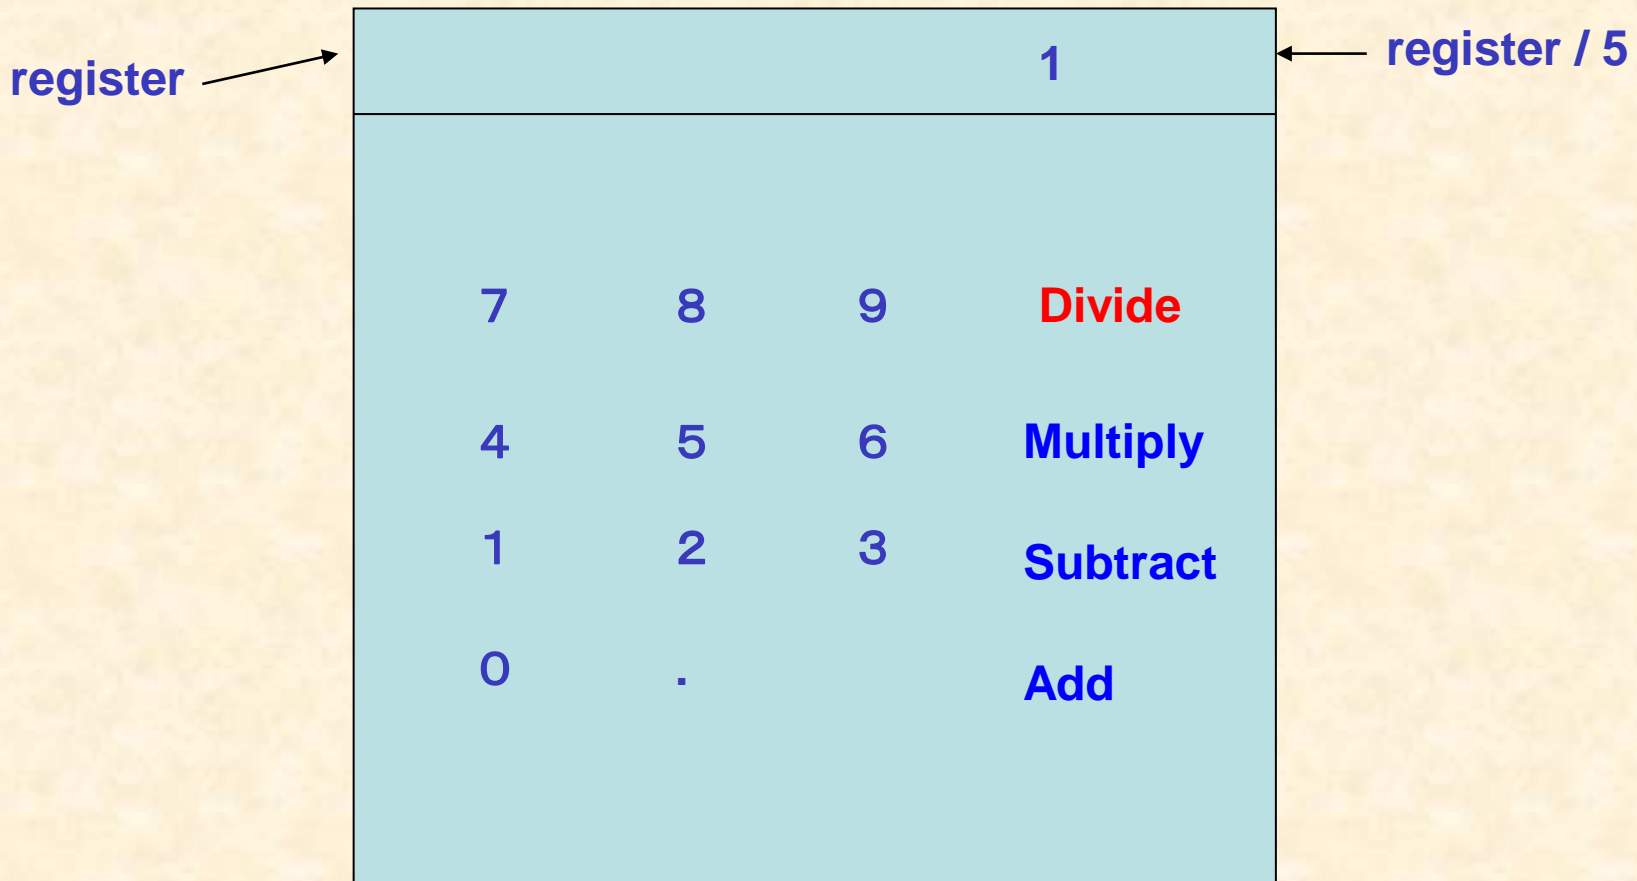 register
1
register / 5
7 8 9 Divide
4 5 6 Multiply
1 2 3 Subtract
0 . Add